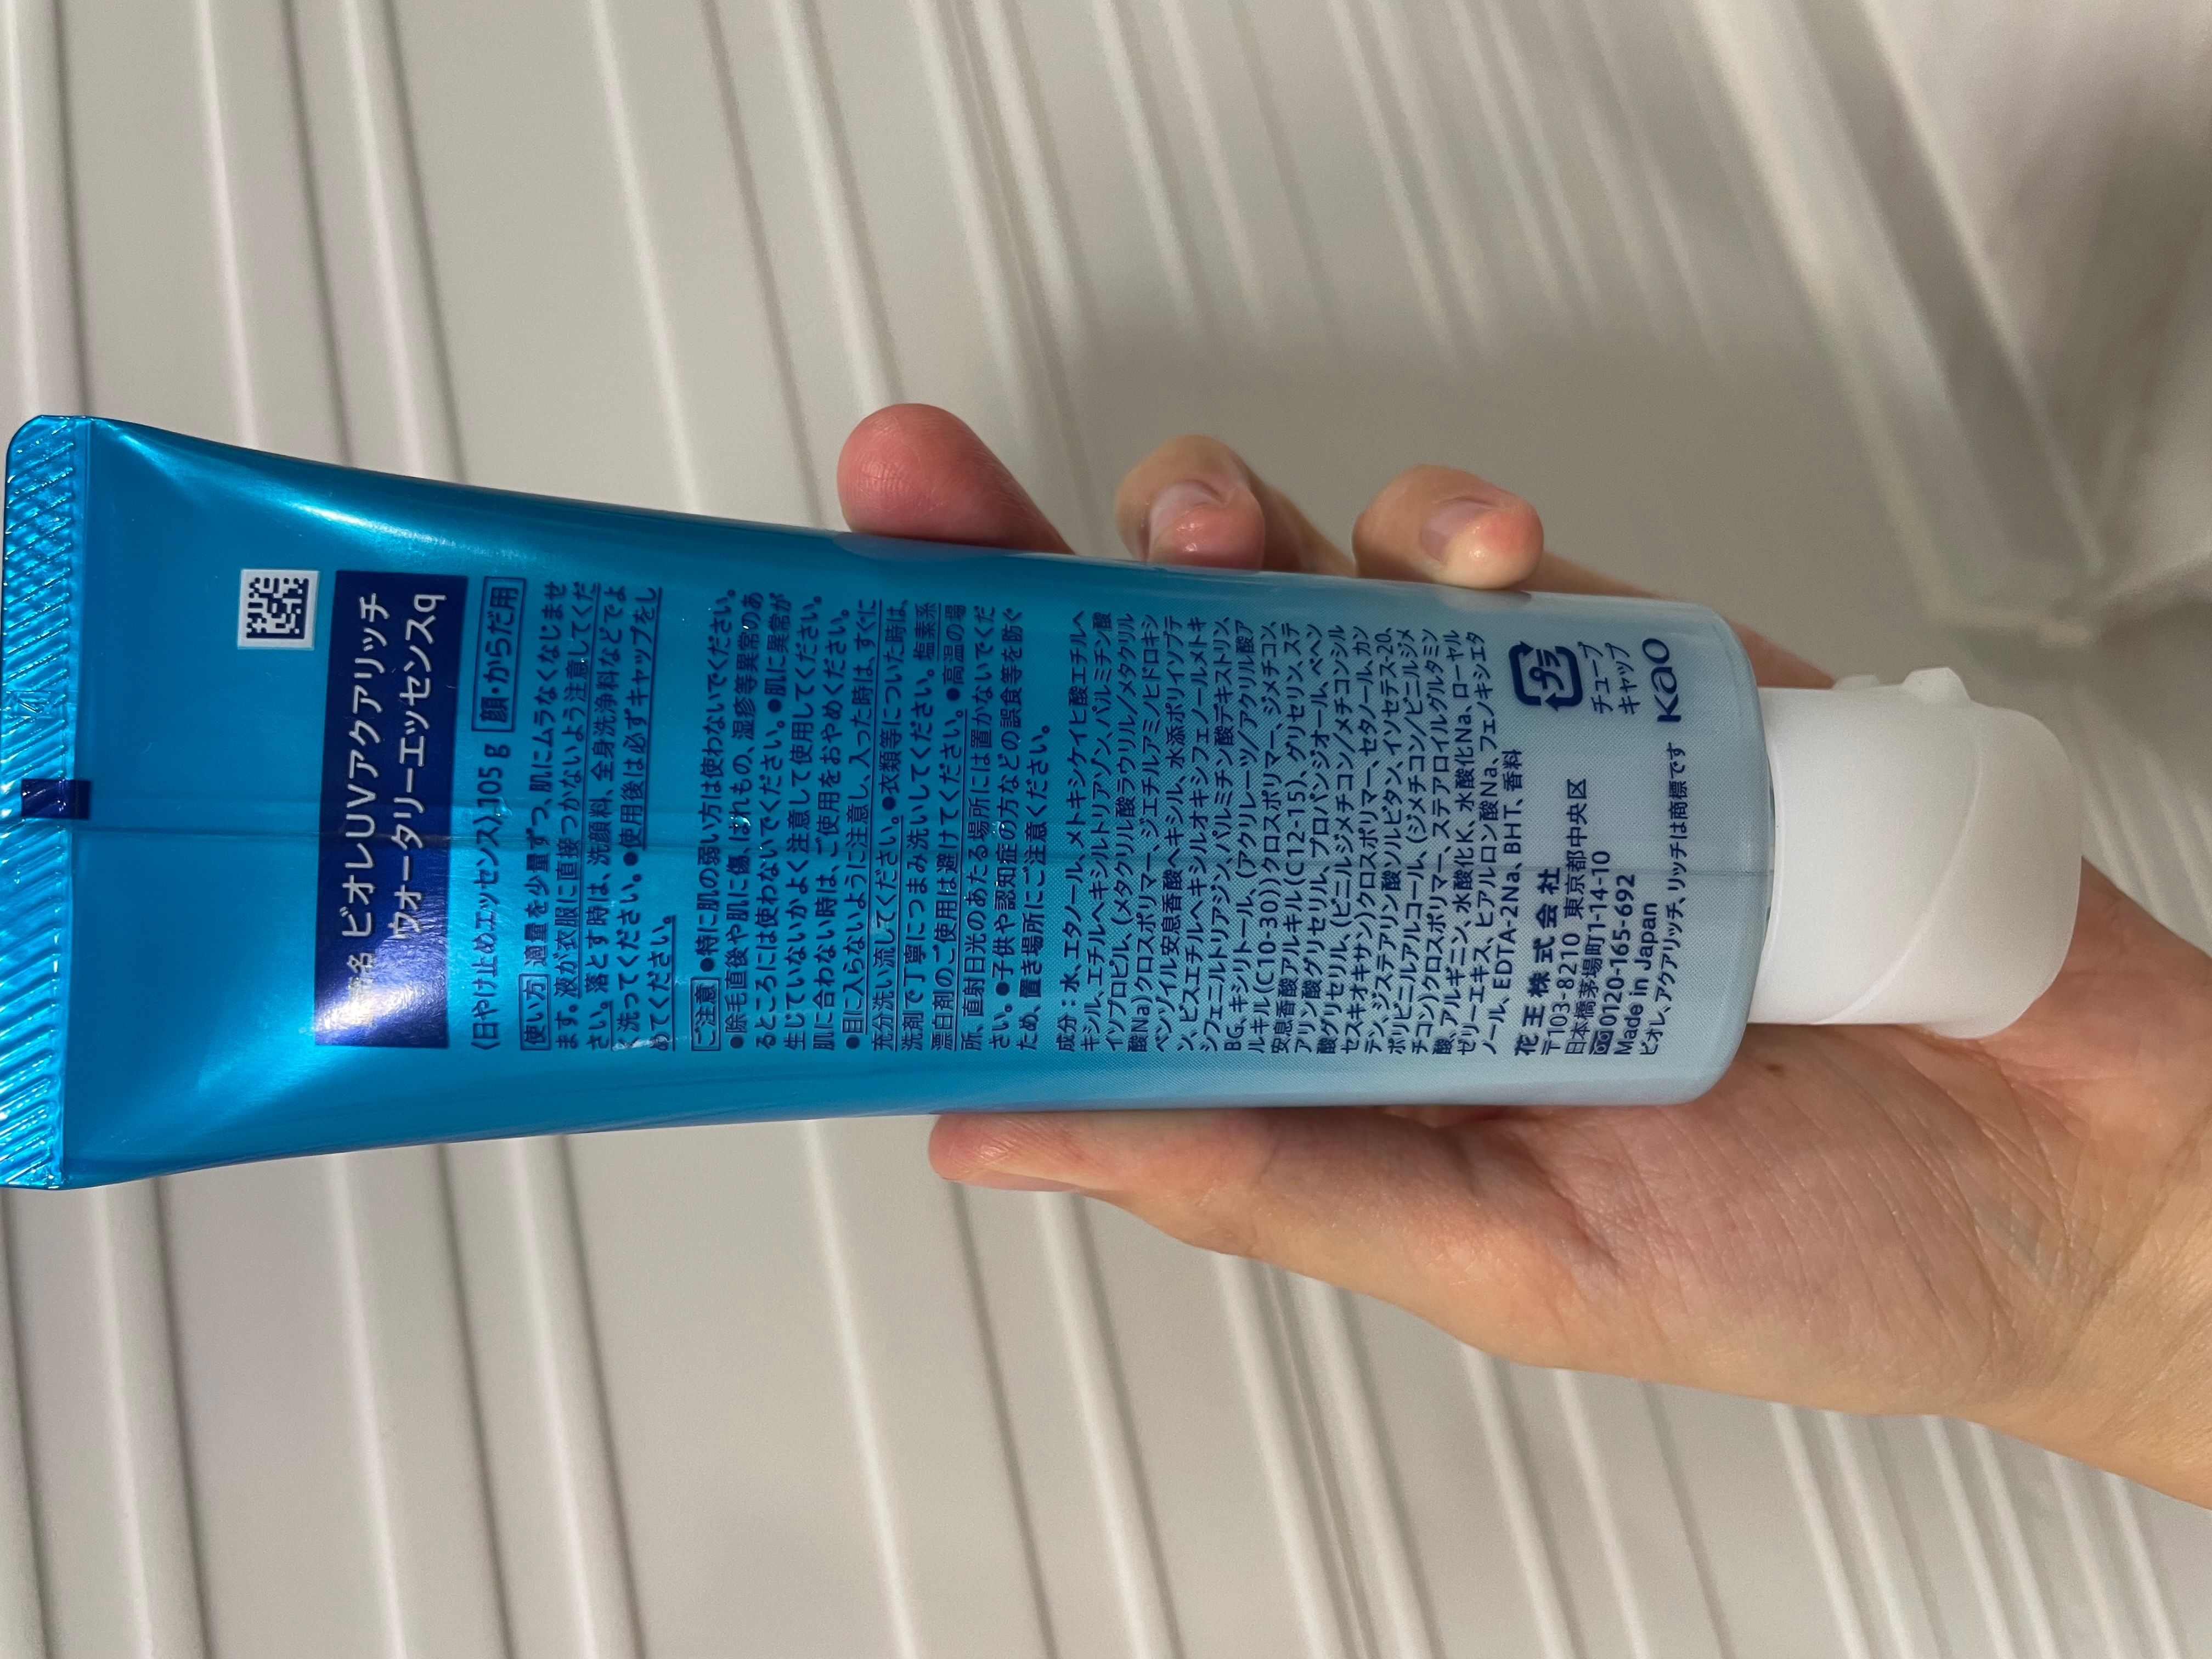 ビオレUVアクアリッチ
ウォータリーエッセンスq
〈日やけ止めエッセンス〉105g 顔・からだ用
使い方 適量を少量ずつ、肌にムラなくなじませ
ます。液が衣服に直接つかないよう注意してくだ
さい。落とす時は、洗顔料、全身洗浄料などでよ
く洗ってください。●使用後は必ずキャップをし
めてください。
ご注意 ●特に肌の弱い方は使わないでください。
●除毛直後や肌に傷、はれもの、湿疹等異常のあ
るところには使わないでください。●肌に異常が
生じていないかよく注意して使用してください。
肌に合わない時は、ご使用をおやめください。
●目に入らないように注意し、入った時は、すぐに
充分洗い流してください。●衣類等についた時は、
洗剤で丁寧につまみ洗いしてください。塩素系
漂白剤のご使用は避けてください。●高温の場
所、直射日光のあたる場所には置かないでくだ
さい。●子供や認知症の方などの誤食等を防ぐ
ため、置き場所にご注意ください。
成分：水、エタノール、メトキシケイヒ酸エチルヘ
キシル、エチルヘキシルトリアゾン、パルミチン酸
イソプロピル、(メタクリル酸ラウリル/メタクリル
酸Na)クロスポリマー、ジエチルアミノヒドロキシ
ベンゾイル安息香酸ヘキシル、水添ポリイソブテ
ン、ビスエチルヘキシルオキシフェノールメトキ
シフェニルトリアジン、パルミチン酸デキストリン、
BG、キシリトール、(アクリレーツ/アクリル酸ア
ルキル(C10-30))クロスポリマー、ジメチコン、
安息香酸アルキル(C12-15)、グリセリン、ステ
アリン酸グリセリル、プロパンジオール、ベヘン
酸グリセリル、(ビニルジメチコン/メチコンシル
セスキオキサン)クロスポリマー、セタノール、カン
テン、ジステアリン酸ソルビタン、イソセテス-20、
ポリビニルアルコール、(ジメチコン/ビニルジメ
チコン)クロスポリマー、ステアロイルグルタミン
酸、アルギニン、水酸化K、水酸化Na、ローヤル
ゼリーエキス、ヒアルロン酸Na、フェノキシエタ
ノール、EDTA-2Na、BHT、香料
花王株式会社
〒103-8210 東京都中央区
日本橋茅場町1-14-10
0120-165-692
Made in Japan
ビオレ、アクアリッチ、リッチは商標です
プラ
チューブ
キャップ
Kao